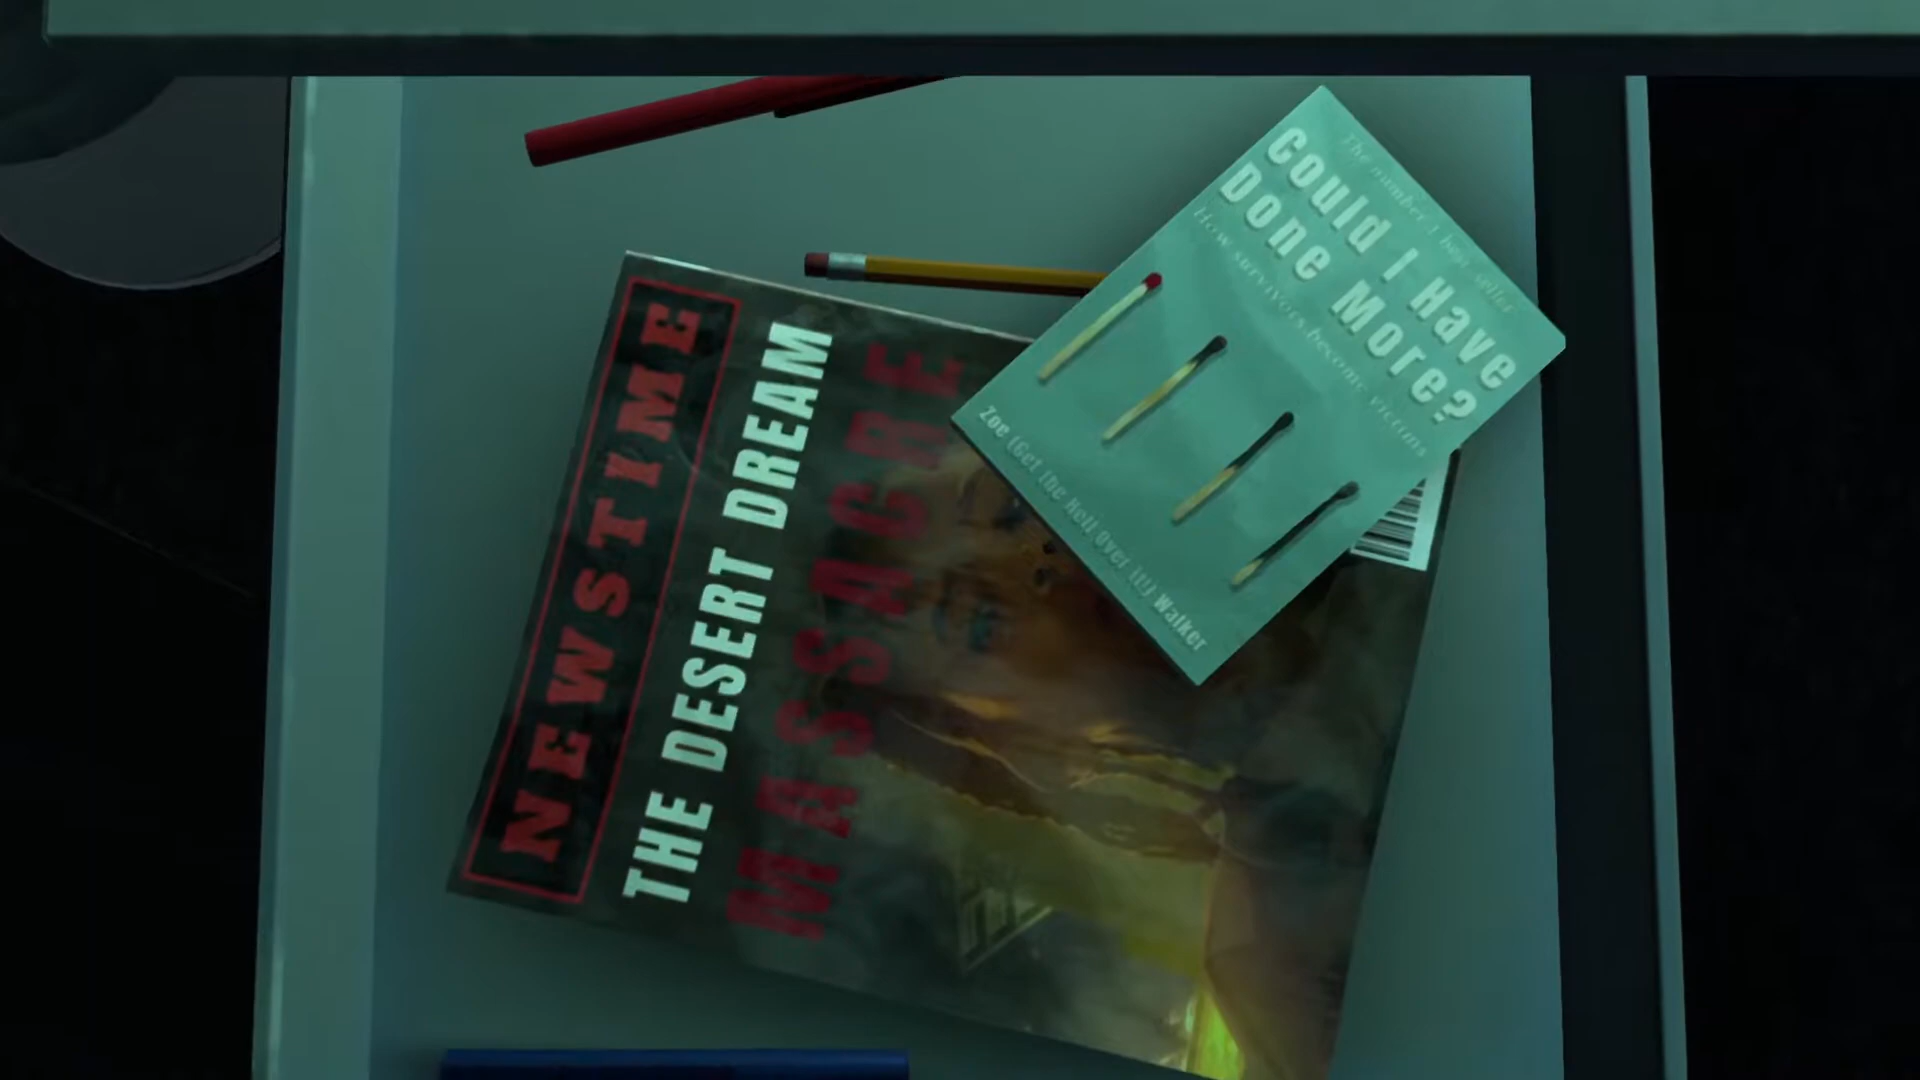 NEWSTIME
THE DESERT DREAM
MASSACRE
The number 1 best seller
Could I Have
Done More?
How survivors become victims
Zoe (Get the Hell Over It!) Walker